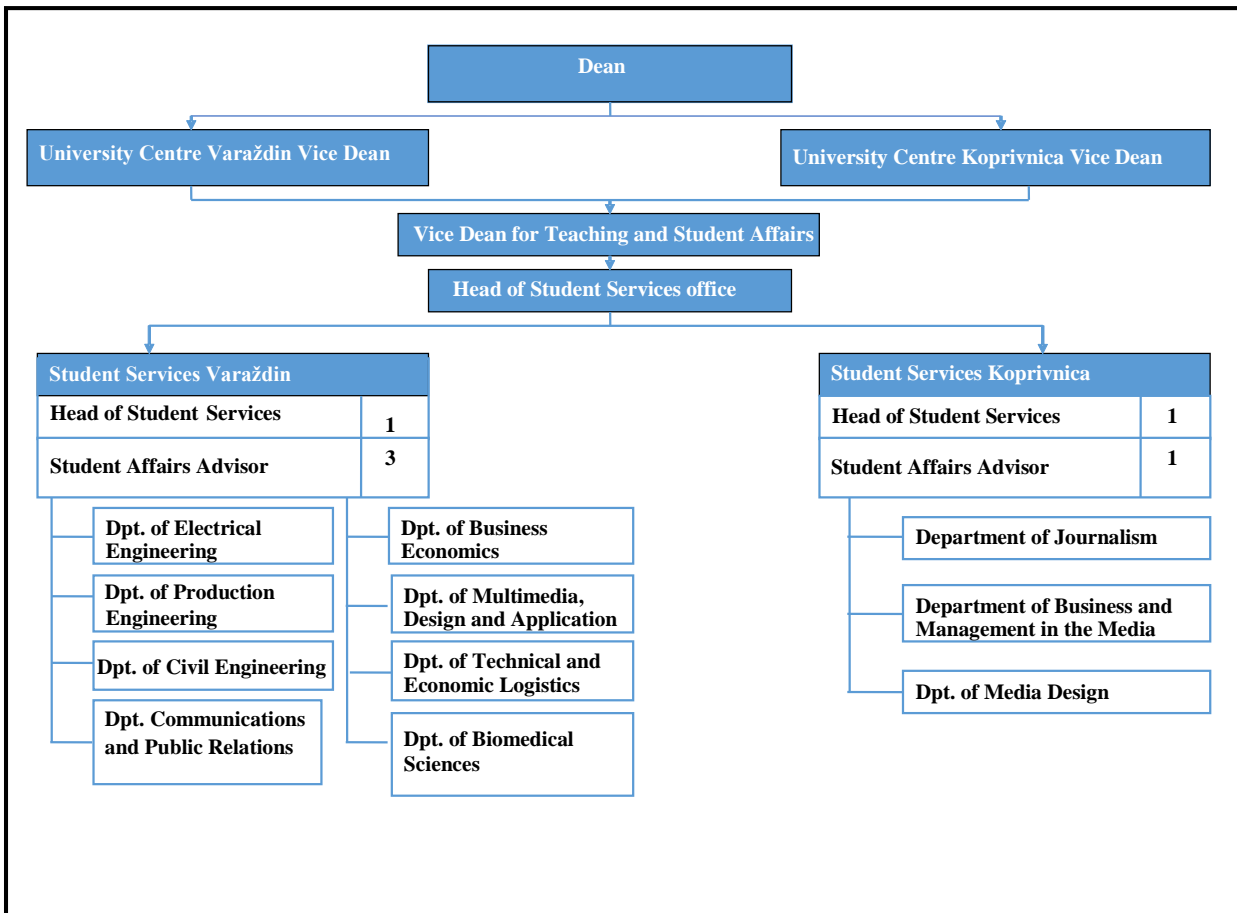 Dean
University Centre Varaždin Vice Dean
University Centre Koprivnica Vice Dean
Vice Dean for Teaching and Student Affairs
Head of Student Services office
Student Services Varaždin
Head of Student Services 1
Student Affairs Advisor 3
Dpt. of Electrical
Engineering
Dpt. of Production
Engineering
Dpt. of Civil Engineering
Dpt. Communications
and Public Relations
Dpt. of Business
Economics
Dpt. of Multimedia,
Design and Application
Dpt. of Technical and
Economic Logistics
Dpt. of Biomedical
Sciences
Student Services Koprivnica
Head of Student Services 1
Student Affairs Advisor 1
Department of Journalism
Department of Business and
Management in the Media
Dpt. of Media Design